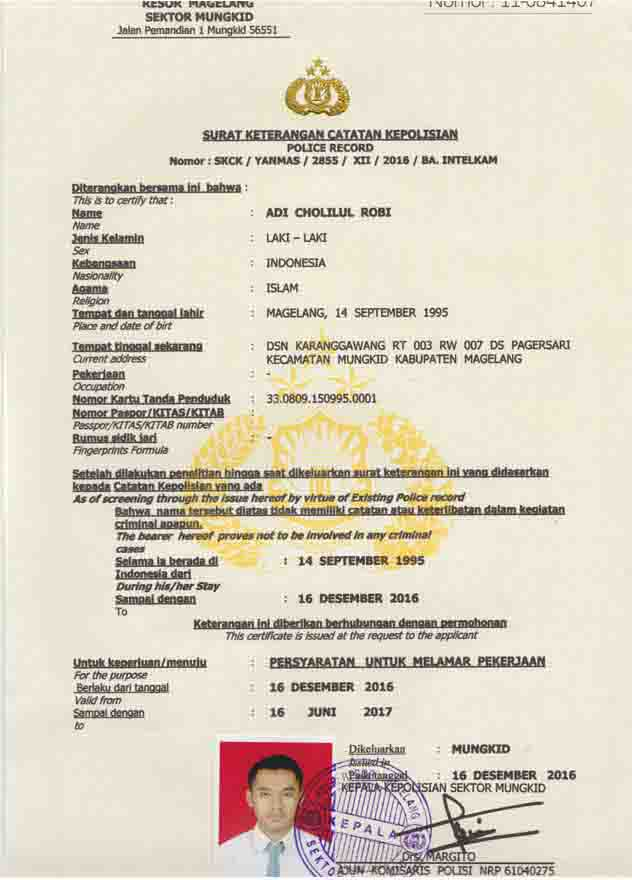 RESOR MAGELANG
SEKTOR MUNGKID
Jalan Pemandian 1 Mungkid 56551
Nomor : 11-0841407
SURAT KETERANGAN CATATAN KEPOLISIAN
POLICE RECORD
Nomor : SKCK / YANMAS / 2855 / XII / 2016 / BA. INTELKAM
Diterangkan bersama ini bahwa :
This is to certify that :
Name : ADI CHOLILUL ROBI
Name
Jenis Kelamin : LAKI – LAKI
Sex
Kebangsaan : INDONESIA
Nasionality
Agama : ISLAM
Religion
Tempat dan tanggal lahir : MAGELANG, 14 SEPTEMBER 1995
Place and date of birt
Tempat tinggal sekarang : DSN KARANGGAWANG RT 003 RW 007 DS PAGERSARI
Current address KECAMATAN MUNGKID KABUPATEN MAGELANG
Pekerjaan : -
Occupation
Nomor Kartu Tanda Penduduk : 33.0809.150995.0001
Nomor Paspor/KITAS/KITAB :
Passpor/KITAS/KITAB number
Rumus sidik jari : -
Fingerprints Formula
Setelah dilakukan penelitian hingga saat dikeluarkan surat keterangan ini yang didasarkan
kepada Catatan Kepolisian yang ada
As of screening through the issue hereof by virtue of Existing Police record
Bahwa nama tersebut diatas tidak memiliki catatan atau keterlibatan dalam kegiatan
criminal apapun.
The bearer hereof proves not to be involved in any criminal
cases
Selama ia berada di : 14 SEPTEMBER 1995
Indonesia dari
During his/her Stay
Sampai dengan : 16 DESEMBER 2016
To
Keterangan ini diberikan berhubungan dengan permohonan
This certificate is issued at the request to the applicant
Untuk keperluan/menuju : PERSYARATAN UNTUK MELAMAR PEKERJAAN
For the purpose
Berlaku dari tanggal : 16 DESEMBER 2016
Valid from
Sampai dengan : 16 JUNI 2017
to
Dikeluarkan : MUNGKID
Issued in
Pada tanggal : 16 DESEMBER 2016
KEPALA KEPOLISIAN SEKTOR MUNGKID
KEPALA
Drs. MARGITO
AJUN KOMISARIS POLISI NRP 61040275